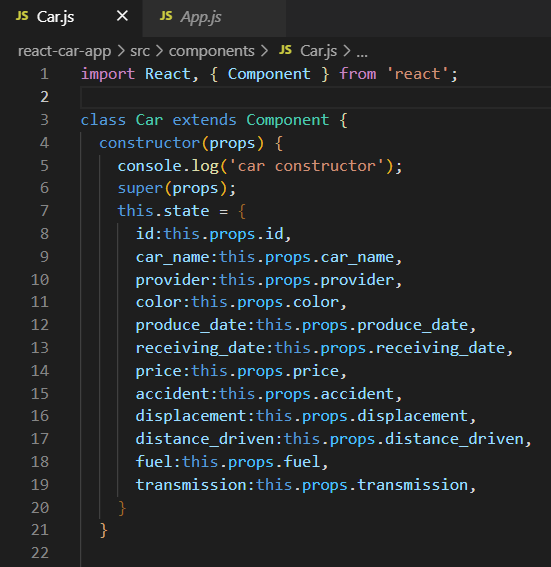 JS Car.js ×
JS App.js
react-car-app > src > components > JS Car.js > ...
1 import React, { Component } from 'react';
2
3 class Car extends Component {
4 constructor(props) {
5 console.log('car constructor');
6 super(props);
7 this.state = {
8 id:this.props.id,
9 car_name:this.props.car_name,
10 provider:this.props.provider,
11 color:this.props.color,
12 produce_date:this.props.produce_date,
13 receiving_date:this.props.receiving_date,
14 price:this.props.price,
15 accident:this.props.accident,
16 displacement:this.props.displacement,
17 distance_driven:this.props.distance_driven,
18 fuel:this.props.fuel,
19 transmission:this.props.transmission,
20 }
21 }
22